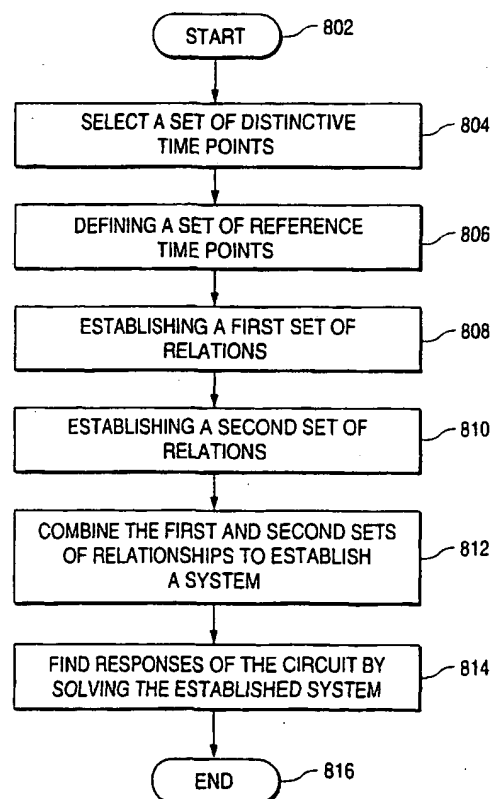 START
802
SELECT A SET OF DISTINCTIVE
TIME POINTS
804
DEFINING A SET OF REFERENCE
TIME POINTS
806
ESTABLISHING A FIRST SET OF
RELATIONS
808
ESTABLISHING A SECOND SET OF
RELATIONS
810
COMBINE THE FIRST AND SECOND SETS
OF RELATIONSHIPS TO ESTABLISH
A SYSTEM
812
FIND RESPONSES OF THE CIRCUIT BY
SOLVING THE ESTABLISHED SYSTEM
814
END
816